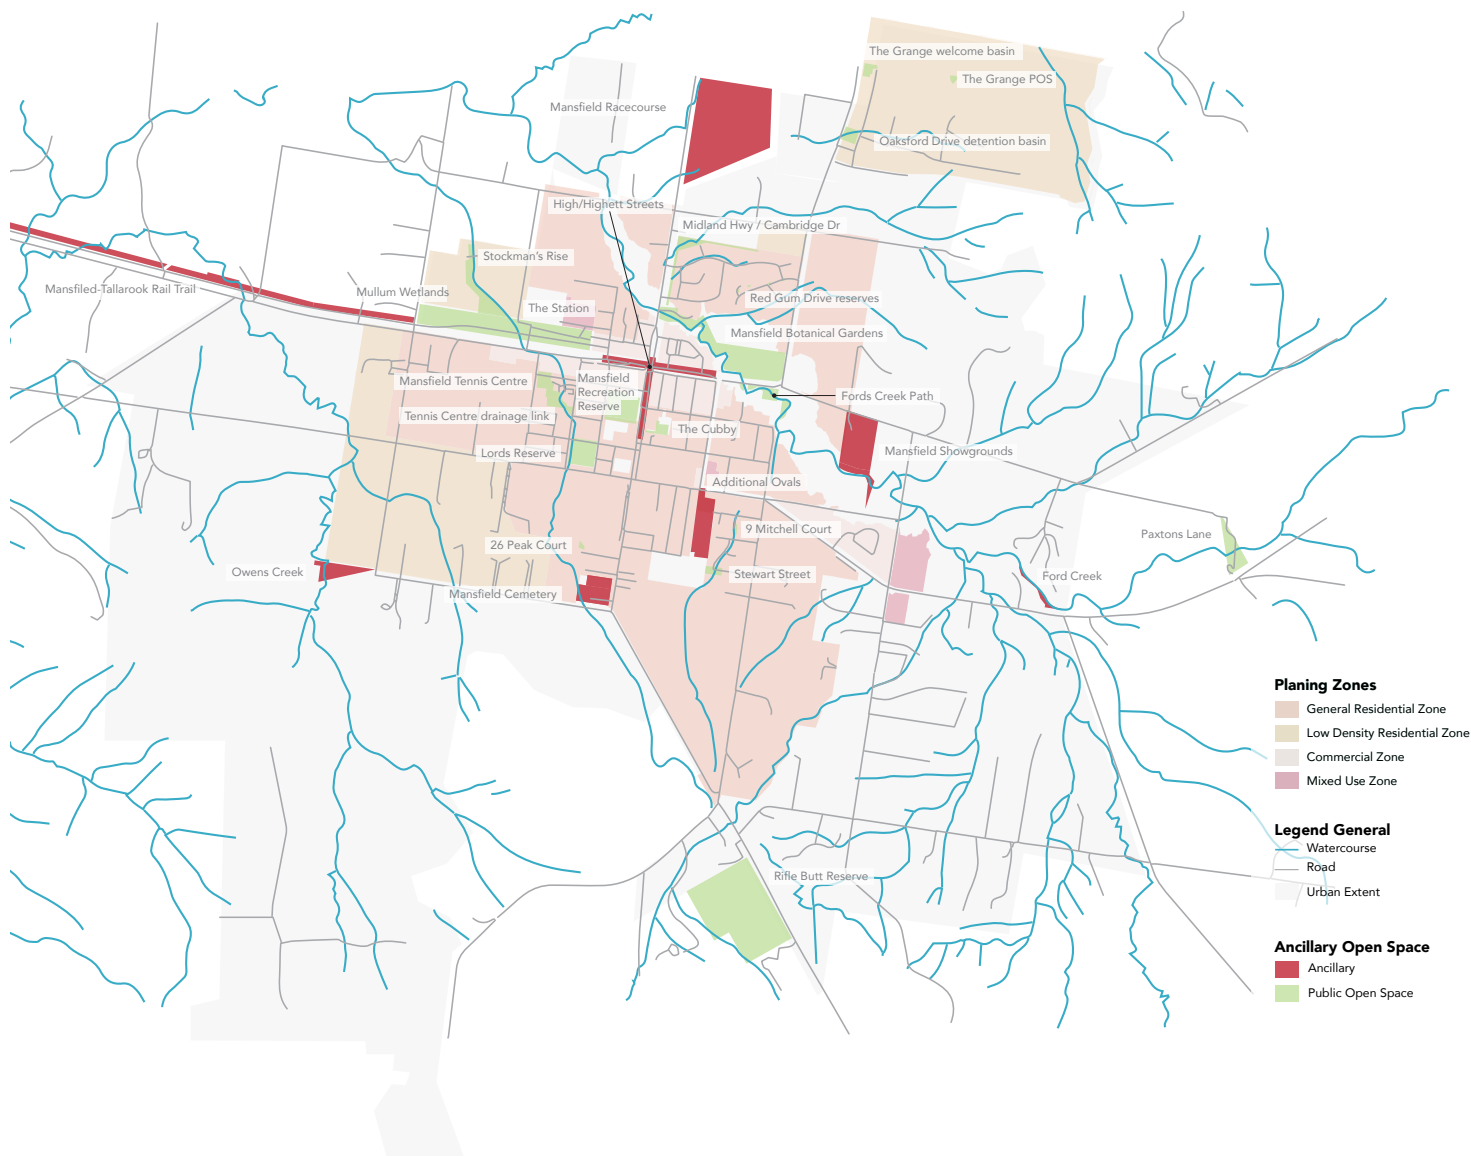 The Grange welcome basin
The Grange POS
Mansfield Racecourse
Oaksford Drive detention basin
High/Highett Streets
Midland Hwy / Cambridge Dr
Stockman's Rise
Mansfiled-Tallarook Rail Trail
Mullum Wetlands
The Station
Red Gum Drive reserves
Mansfield Botanical Gardens
Mansfield Tennis Centre
Mansfield
Recreation
Reserve
Fords Creek Path
Tennis Centre drainage link
The Cubby
Lords Reserve
Mansfield Showgrounds
Additional Ovals
9 Mitchell Court
Paxtons Lane
26 Peak Court
Owens Creek
Stewart Street
Ford Creek
Mansfield Cemetery
Rifle Butt Reserve
Planing Zones
General Residential Zone
Low Density Residential Zone
Commercial Zone
Mixed Use Zone
Legend General
Watercourse
Road
Urban Extent
Ancillary Open Space
Ancillary
Public Open Space